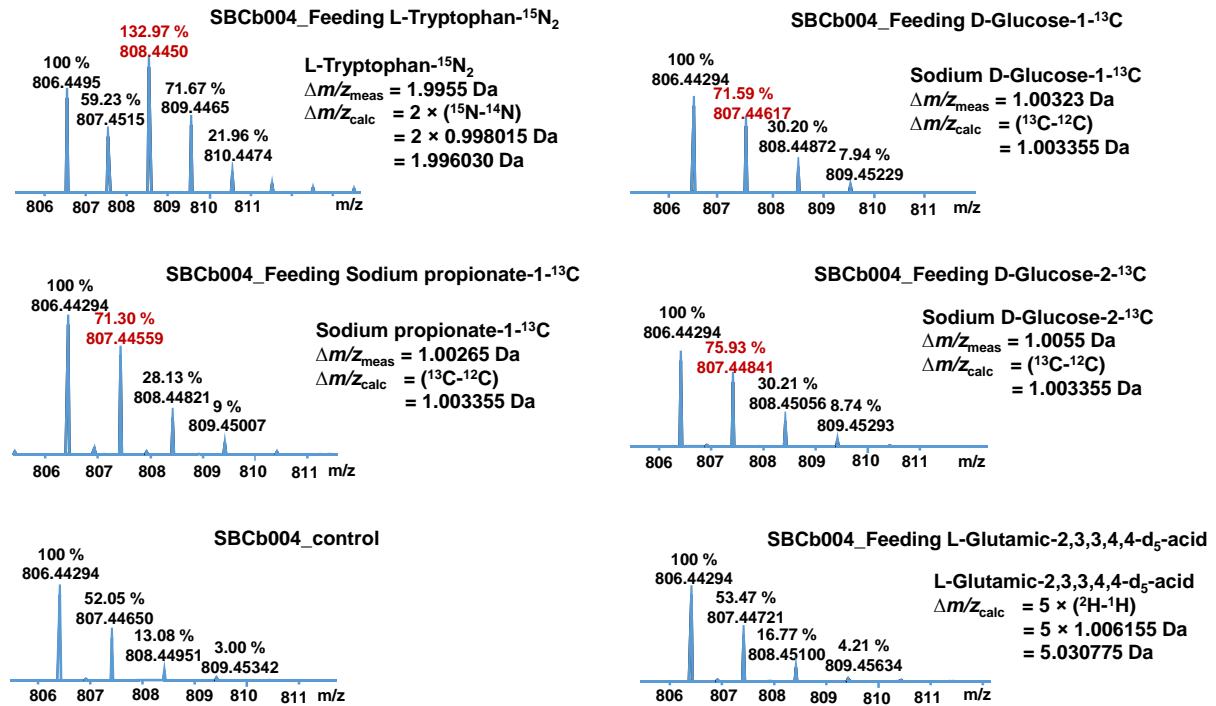 SBCb004_Feeding L-Tryptophan-¹⁵N₂
132.97 %
808.4450
100 %
806.4495
59.23 %
807.4515
71.67 %
809.4465
21.96 %
810.4474
L-Tryptophan-¹⁵N₂
Δm/z_meas = 1.9955 Da
Δm/z_calc = 2 × (¹⁵N-¹⁴N)
= 2 × 0.998015 Da
= 1.996030 Da
806 807 808 809 810 811 m/z
SBCb004_Feeding D-Glucose-1-¹³C
100 %
806.44294
71.59 %
807.44617
30.20 %
808.44872
7.94 %
809.45229
Sodium D-Glucose-1-¹³C
Δm/z_meas = 1.00323 Da
Δm/z_calc = (¹³C-¹²C)
= 1.003355 Da
806 807 808 809 810 811 m/z
SBCb004_Feeding Sodium propionate-1-¹³C
100 %
806.44294
71.30 %
807.44559
28.13 %
808.44821
9 %
809.45007
Sodium propionate-1-¹³C
Δm/z_meas = 1.00265 Da
Δm/z_calc = (¹³C-¹²C)
= 1.003355 Da
806 807 808 809 810 811 m/z
SBCb004_Feeding D-Glucose-2-¹³C
100 %
806.44294
75.93 %
807.44841
30.21 %
808.45056
8.74 %
809.45293
Sodium D-Glucose-2-¹³C
Δm/z_meas = 1.0055 Da
Δm/z_calc = (¹³C-¹²C)
= 1.003355 Da
806 807 808 809 810 811 m/z
SBCb004_control
100 %
806.44294
52.05 %
807.44650
13.08 %
808.44951
3.00 %
809.45342
806 807 808 809 810 811 m/z
SBCb004_Feeding L-Glutamic-2,3,3,4,4-d₅-acid
100 %
806.44294
53.47 %
807.44721
16.77 %
808.45100
4.21 %
809.45634
L-Glutamic-2,3,3,4,4-d₅-acid
Δm/z_calc = 5 × (²H-¹H)
= 5 × 1.006155 Da
= 5.030775 Da
806 807 808 809 810 811 m/z